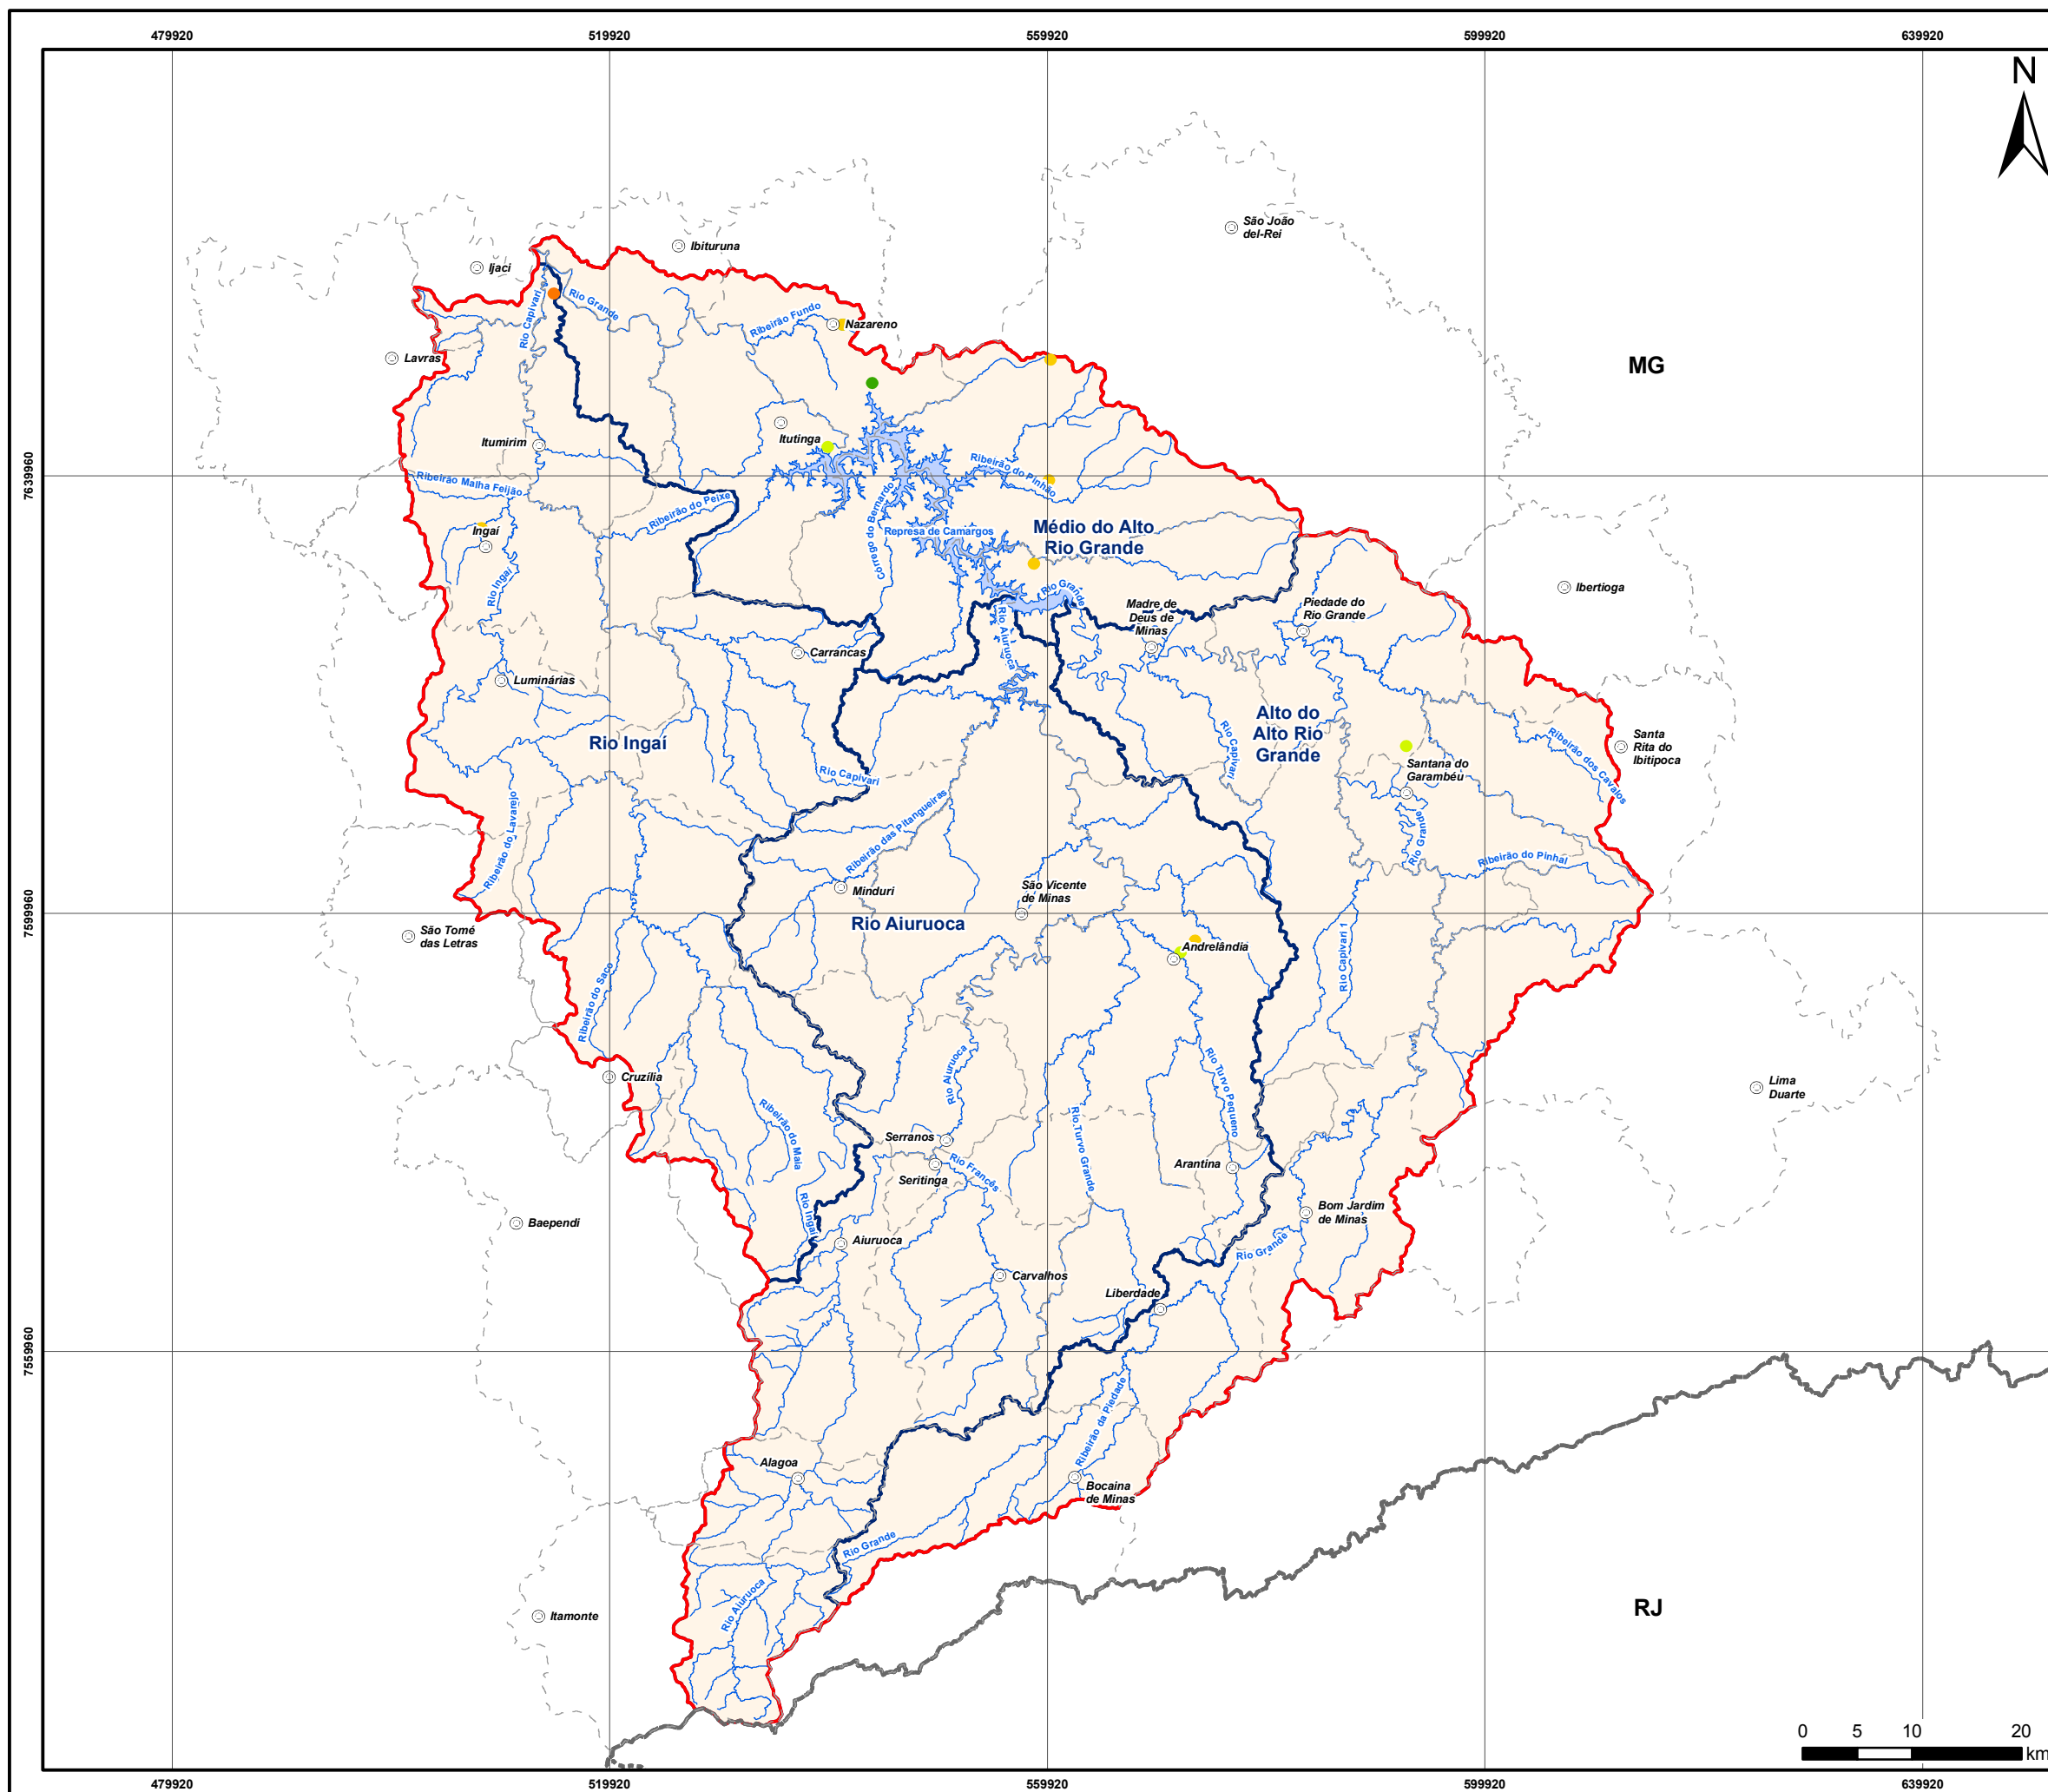 479920
519920
559920
599920
639920
N
São João
del-Rei
Ibituruna
Ijaci
Rio Capivari
Rio Grande
Ribeirão Fundo
Nazareno
Lavras
MG
Itutinga
Itumirim
7639960
Ribeirão Malha Feijão
Ribeirão do Pinhão
Ribeirão do Peixe
Córrego do Bernardo
Ingaí
Represa de Camargos
Médio do Alto
Rio Grande
Rio Ingaí
Rio Grande
Ibertioga
Madre de
Deus de
Minas
Piedade do
Rio Grande
Rio Aiuruoca
Carrancas
Luminárias
Alto do
Alto Rio
Grande
Rio Ingaí
Rio Capivari
Rio Capivari
Santa
Rita do
Ibitipoca
Ribeirão dos Cavalos
Santana do
Garambéu
Ribeirão do Lavarejo
Ribeirão das Pitangueiras
Rio Grande
Ribeirão do Pinhal
Minduri
São Vicente
de Minas
7599960
Rio Aiuruoca
São Tomé
das Letras
Andrelândia
Rio Capivari 1
Ribeirão do Saco
Cruzília
Rio Aiuruoca
Rio Turvo Pequeno
Lima
Duarte
Ribeirão do Maia
Rio Turvo Grande
Serranos
Rio Francês
Seritinga
Arantina
Rio Ingaí
Baependi
Bom Jardim
de Minas
Aiuruoca
Rio Grande
Carvalhos
Liberdade
7559960
Ribeirão da Piedade
Alagoa
Bocaina
de Minas
Rio Grande
Rio Aiuruoca
Itamonte
RJ
0 5 10 20
km
479920
519920
559920
599920
639920